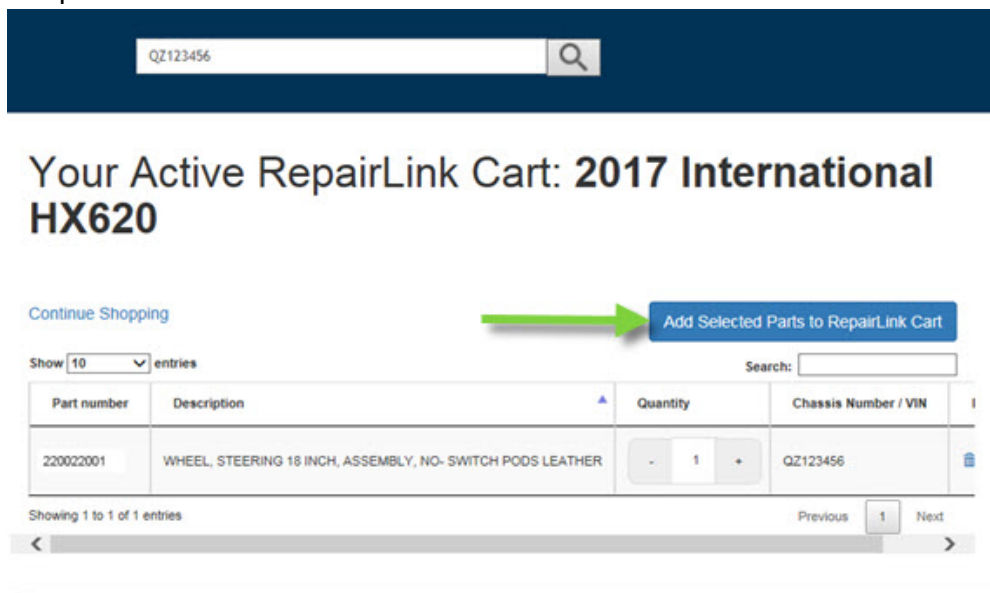 QZ123456
Your Active RepairLink Cart: 2017 International
HX620
Continue Shopping
Add Selected Parts to RepairLink Cart
Show 10 entries
Search:
Part number Description Quantity Chassis Number / VIN
220022001 WHEEL, STEERING 18 INCH, ASSEMBLY, NO- SWITCH PODS LEATHER - 1 + QZ123456
Showing 1 to 1 of 1 entries
Previous 1 Next